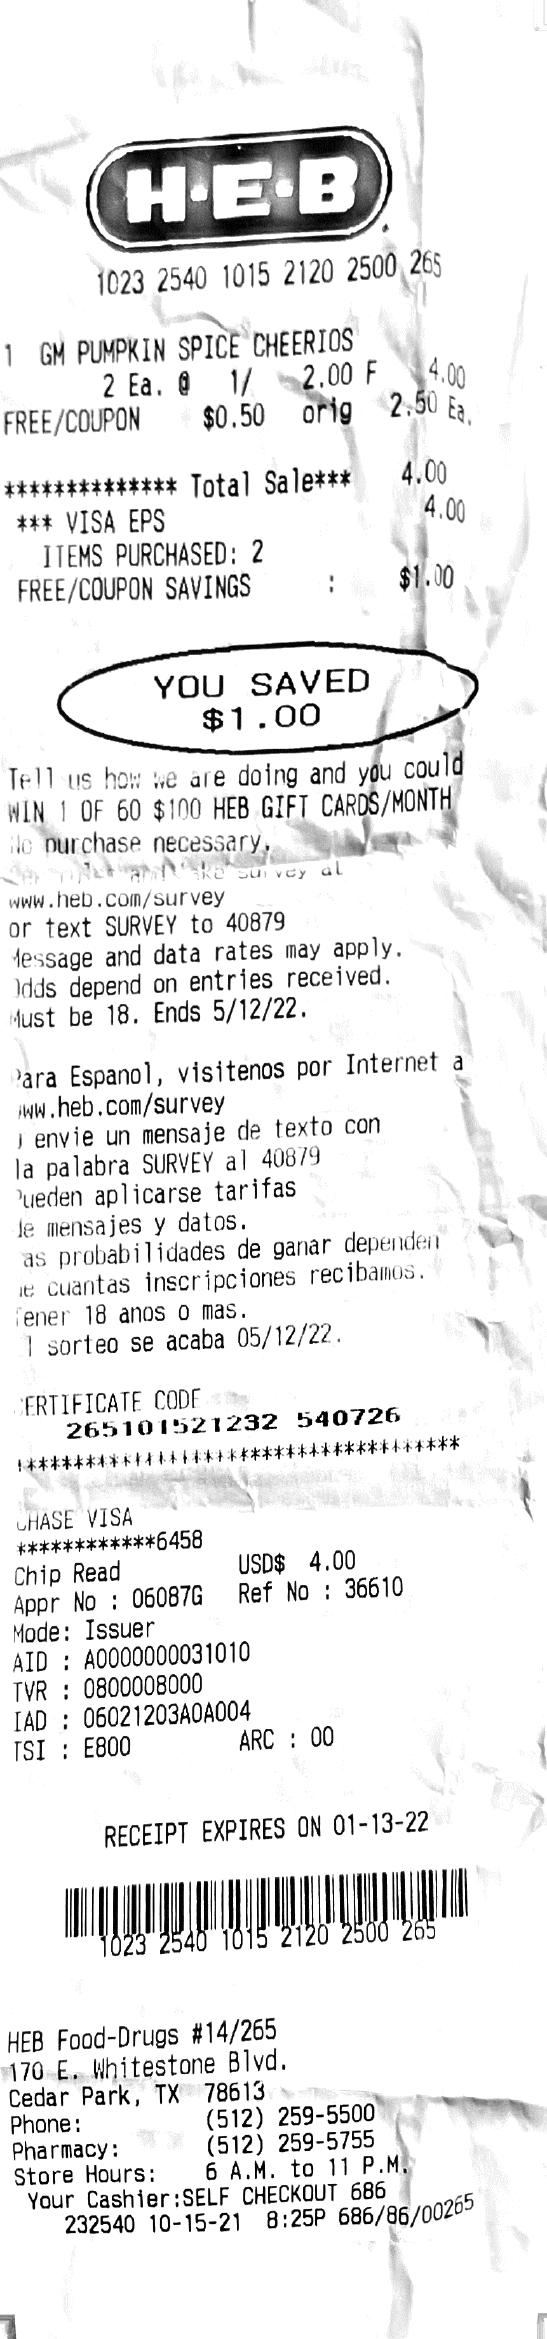 H·E·B
1023 2540 1015 2120 2500 265
1 GM PUMPKIN SPICE CHEERIOS
2 Ea. @ 1/ 2.00 F 4.00
FREE/COUPON $0.50 orig 2.50 Ea.
************** Total Sale*** 4.00
*** VISA EPS 4.00
ITEMS PURCHASED: 2
FREE/COUPON SAVINGS : $1.00
YOU SAVED
$1.00
Tell us how we are doing and you could
WIN 1 OF 60 $100 HEB GIFT CARDS/MONTH
No purchase necessary.
and survey at
www.heb.com/survey
or text SURVEY to 40879
Message and data rates may apply.
Odds depend on entries received.
Must be 18. Ends 5/12/22.
Para Espanol, visitenos por Internet a
www.heb.com/survey
o envie un mensaje de texto con
la palabra SURVEY al 40879
Pueden aplicarse tarifas
de mensajes y datos.
as probabilidades de ganar dependen
de cuantas inscripciones recibamos.
Tener 18 anos o mas.
l sorteo se acaba 05/12/22.
ERTIFICATE CODE
265101521232 540726
************************************
CHASE VISA
************6458
Chip Read USD$ 4.00
Appr No : 06087G Ref No : 36610
Mode: Issuer
AID : A0000000031010
TVR : 0800008000
IAD : 06021203A0A004
TSI : E800 ARC : 00
RECEIPT EXPIRES ON 01-13-22
1023 2540 1015 2120 2500 265
HEB Food-Drugs #14/265
170 E. Whitestone Blvd.
Cedar Park, TX 78613
Phone: (512) 259-5500
Pharmacy: (512) 259-5755
Store Hours: 6 A.M. to 11 P.M.
Your Cashier:SELF CHECKOUT 686
232540 10-15-21 8:25P 686/86/00265